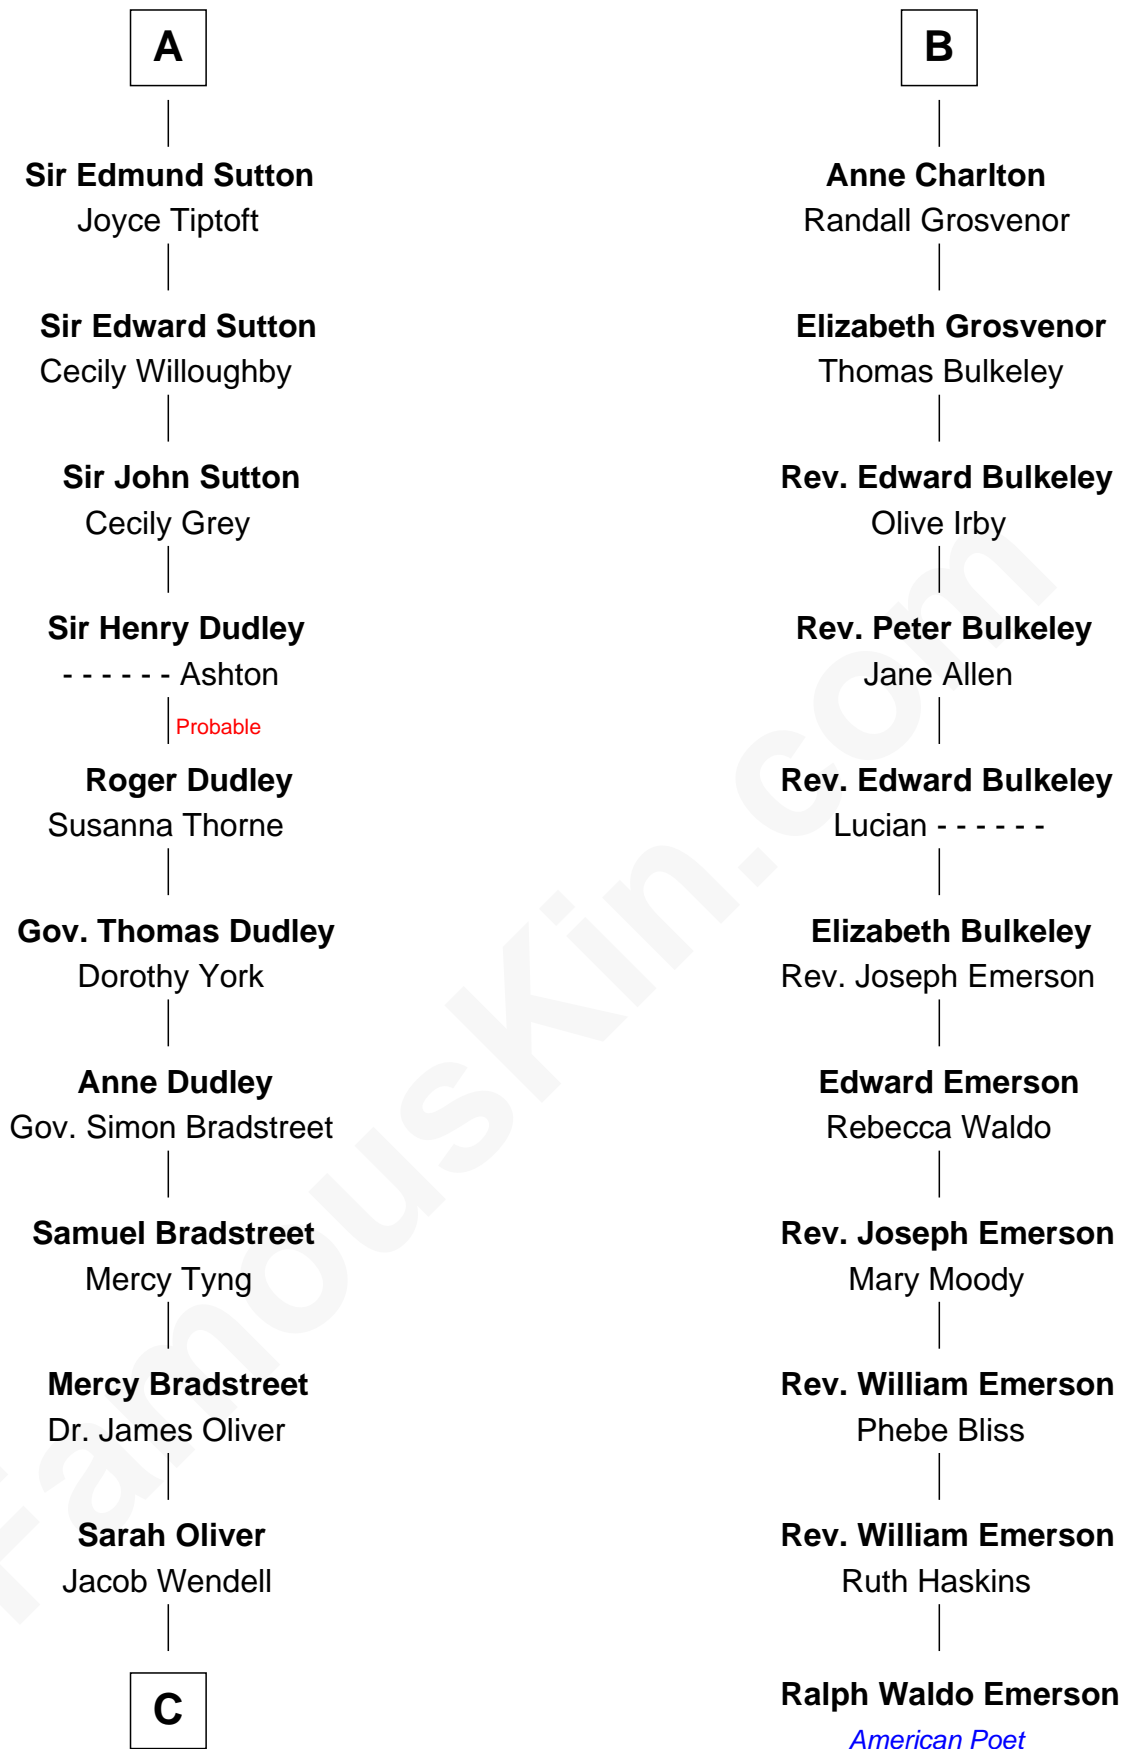 A
Sir Edmund Sutton
Joyce Tiptoft
Sir Edward Sutton
Cecily Willoughby
Sir John Sutton
Cecily Grey
Sir Henry Dudley
- - - - - - Ashton
Probable
Roger Dudley
Susanna Thorne
Gov. Thomas Dudley
Dorothy York
Anne Dudley
Gov. Simon Bradstreet
Samuel Bradstreet
Mercy Tyng
Mercy Bradstreet
Dr. James Oliver
Sarah Oliver
Jacob Wendell
C
B
Anne Charlton
Randall Grosvenor
Elizabeth Grosvenor
Thomas Bulkeley
Rev. Edward Bulkeley
Olive Irby
Rev. Peter Bulkeley
Jane Allen
Rev. Edward Bulkeley
Lucian - - - - - -
Elizabeth Bulkeley
Rev. Joseph Emerson
Edward Emerson
Rebecca Waldo
Rev. Joseph Emerson
Mary Moody
Rev. William Emerson
Phebe Bliss
Rev. William Emerson
Ruth Haskins
Ralph Waldo Emerson
American Poet
FamousKin.com